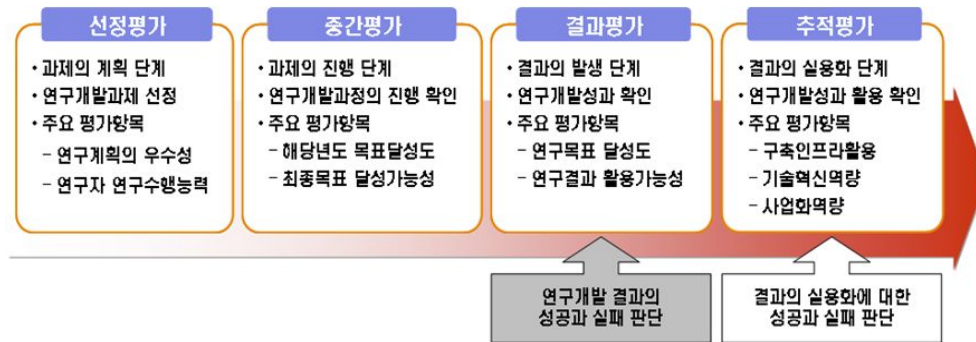 선정평가
• 과제의 계획 단계
• 연구개발과제 선정
• 주요 평가항목
– 연구계획의 우수성
– 연구자 연구수행능력
중간평가
• 과제의 진행 단계
• 연구개발과정의 진행 확인
• 주요 평가항목
– 해당년도 목표달성도
– 최종목표 달성가능성
결과평가
• 결과의 발생 단계
• 연구개발성과 확인
• 주요 평가항목
– 연구목표 달성도
– 연구결과 활용가능성
추적평가
• 결과의 실용화 단계
• 연구개발성과 활용 확인
• 주요 평가항목
– 구축인프라활용
– 기술혁신역량
– 사업화역량
연구개발 결과의
성공과 실패 판단
결과의 실용화에 대한
성공과 실패 판단